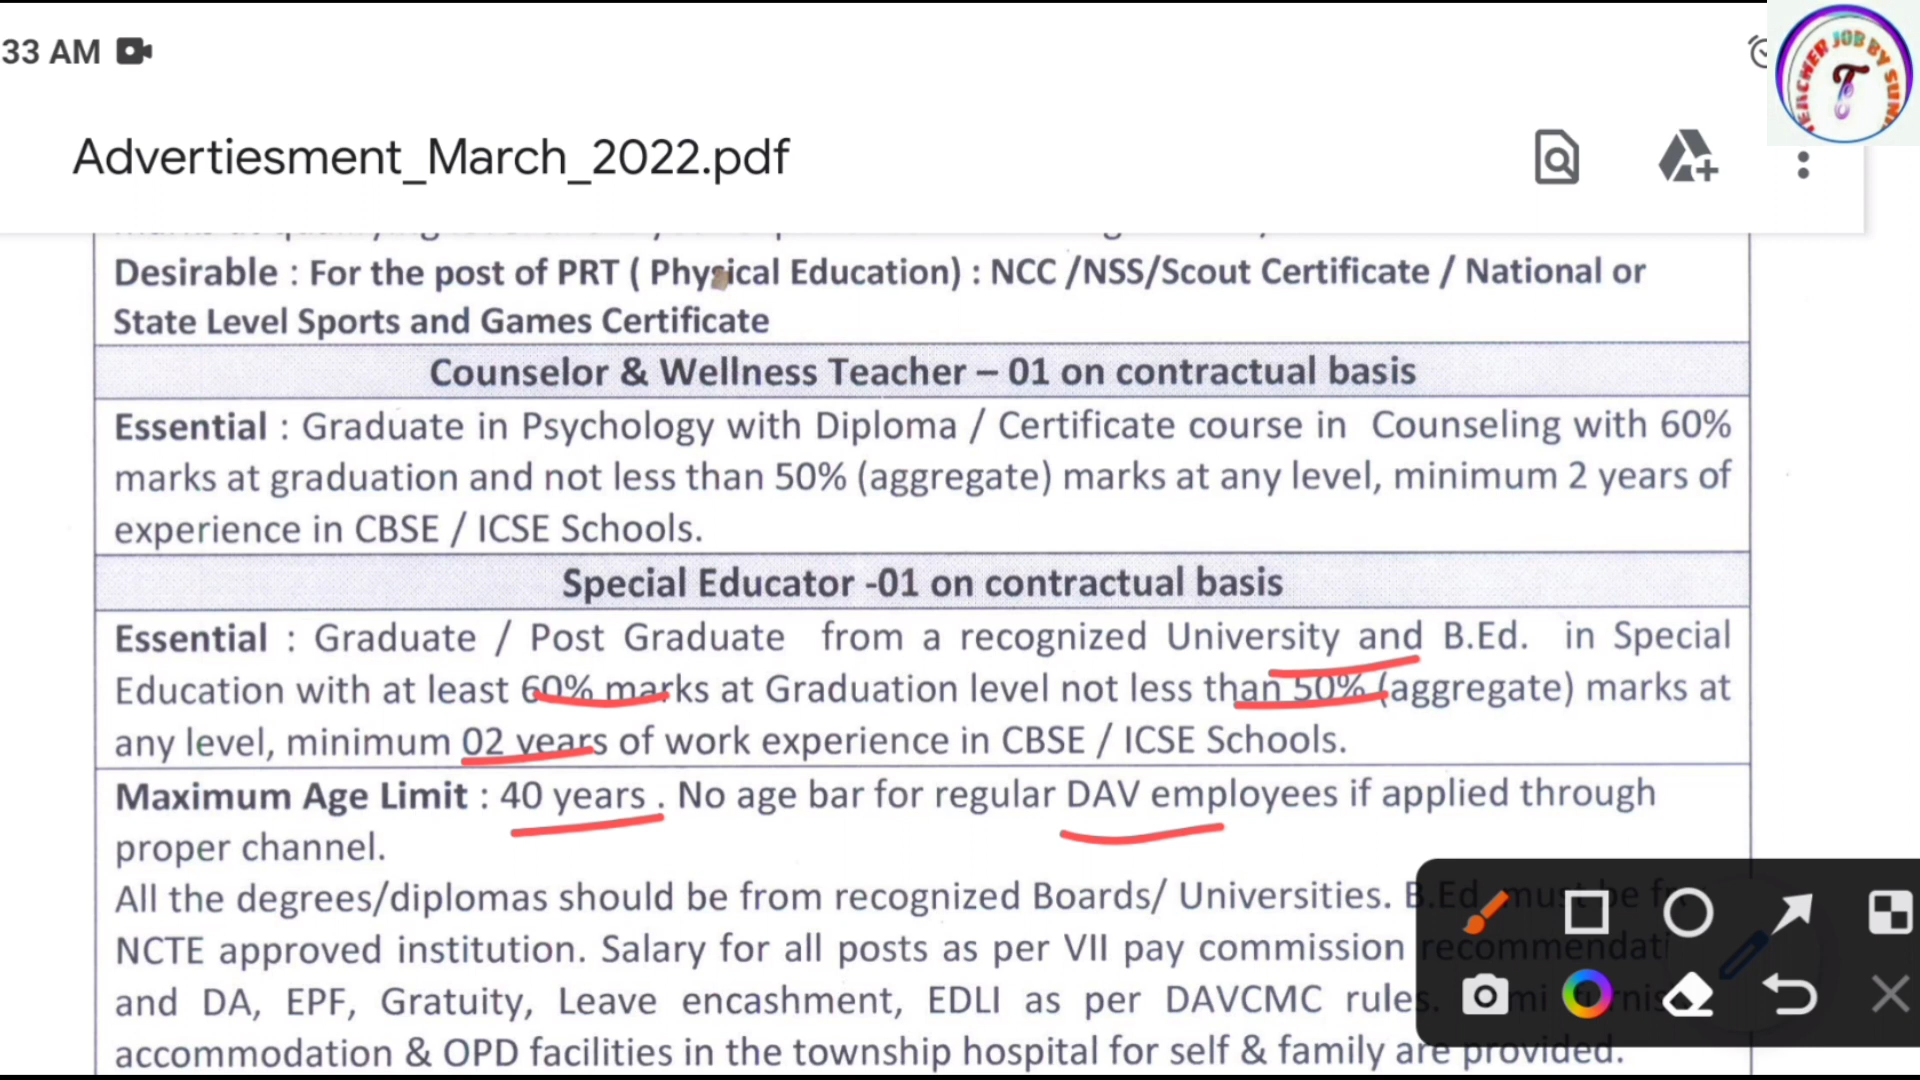 33 AM
TEACHER JOB BY SUN
T
Advertiesment_March_2022.pdf
Desirable : For the post of PRT ( Physical Education) : NCC /NSS/Scout Certificate / National or
State Level Sports and Games Certificate
Counselor & Wellness Teacher – 01 on contractual basis
Essential : Graduate in Psychology with Diploma / Certificate course in Counseling with 60%
marks at graduation and not less than 50% (aggregate) marks at any level, minimum 2 years of
experience in CBSE / ICSE Schools.
Special Educator -01 on contractual basis
Essential : Graduate / Post Graduate from a recognized University and B.Ed. in Special
Education with at least 60% marks at Graduation level not less than 50% (aggregate) marks at
any level, minimum 02 years of work experience in CBSE / ICSE Schools.
Maximum Age Limit : 40 years . No age bar for regular DAV employees if applied through
proper channel.
All the degrees/diplomas should be from recognized Boards/ Universities. B.Ed must be
NCTE approved institution. Salary for all posts as per VII pay commission recommendati
and DA, EPF, Gratuity, Leave encashment, EDLI as per DAVCMC rules.
accommodation & OPD facilities in the township hospital for self & family are provided.